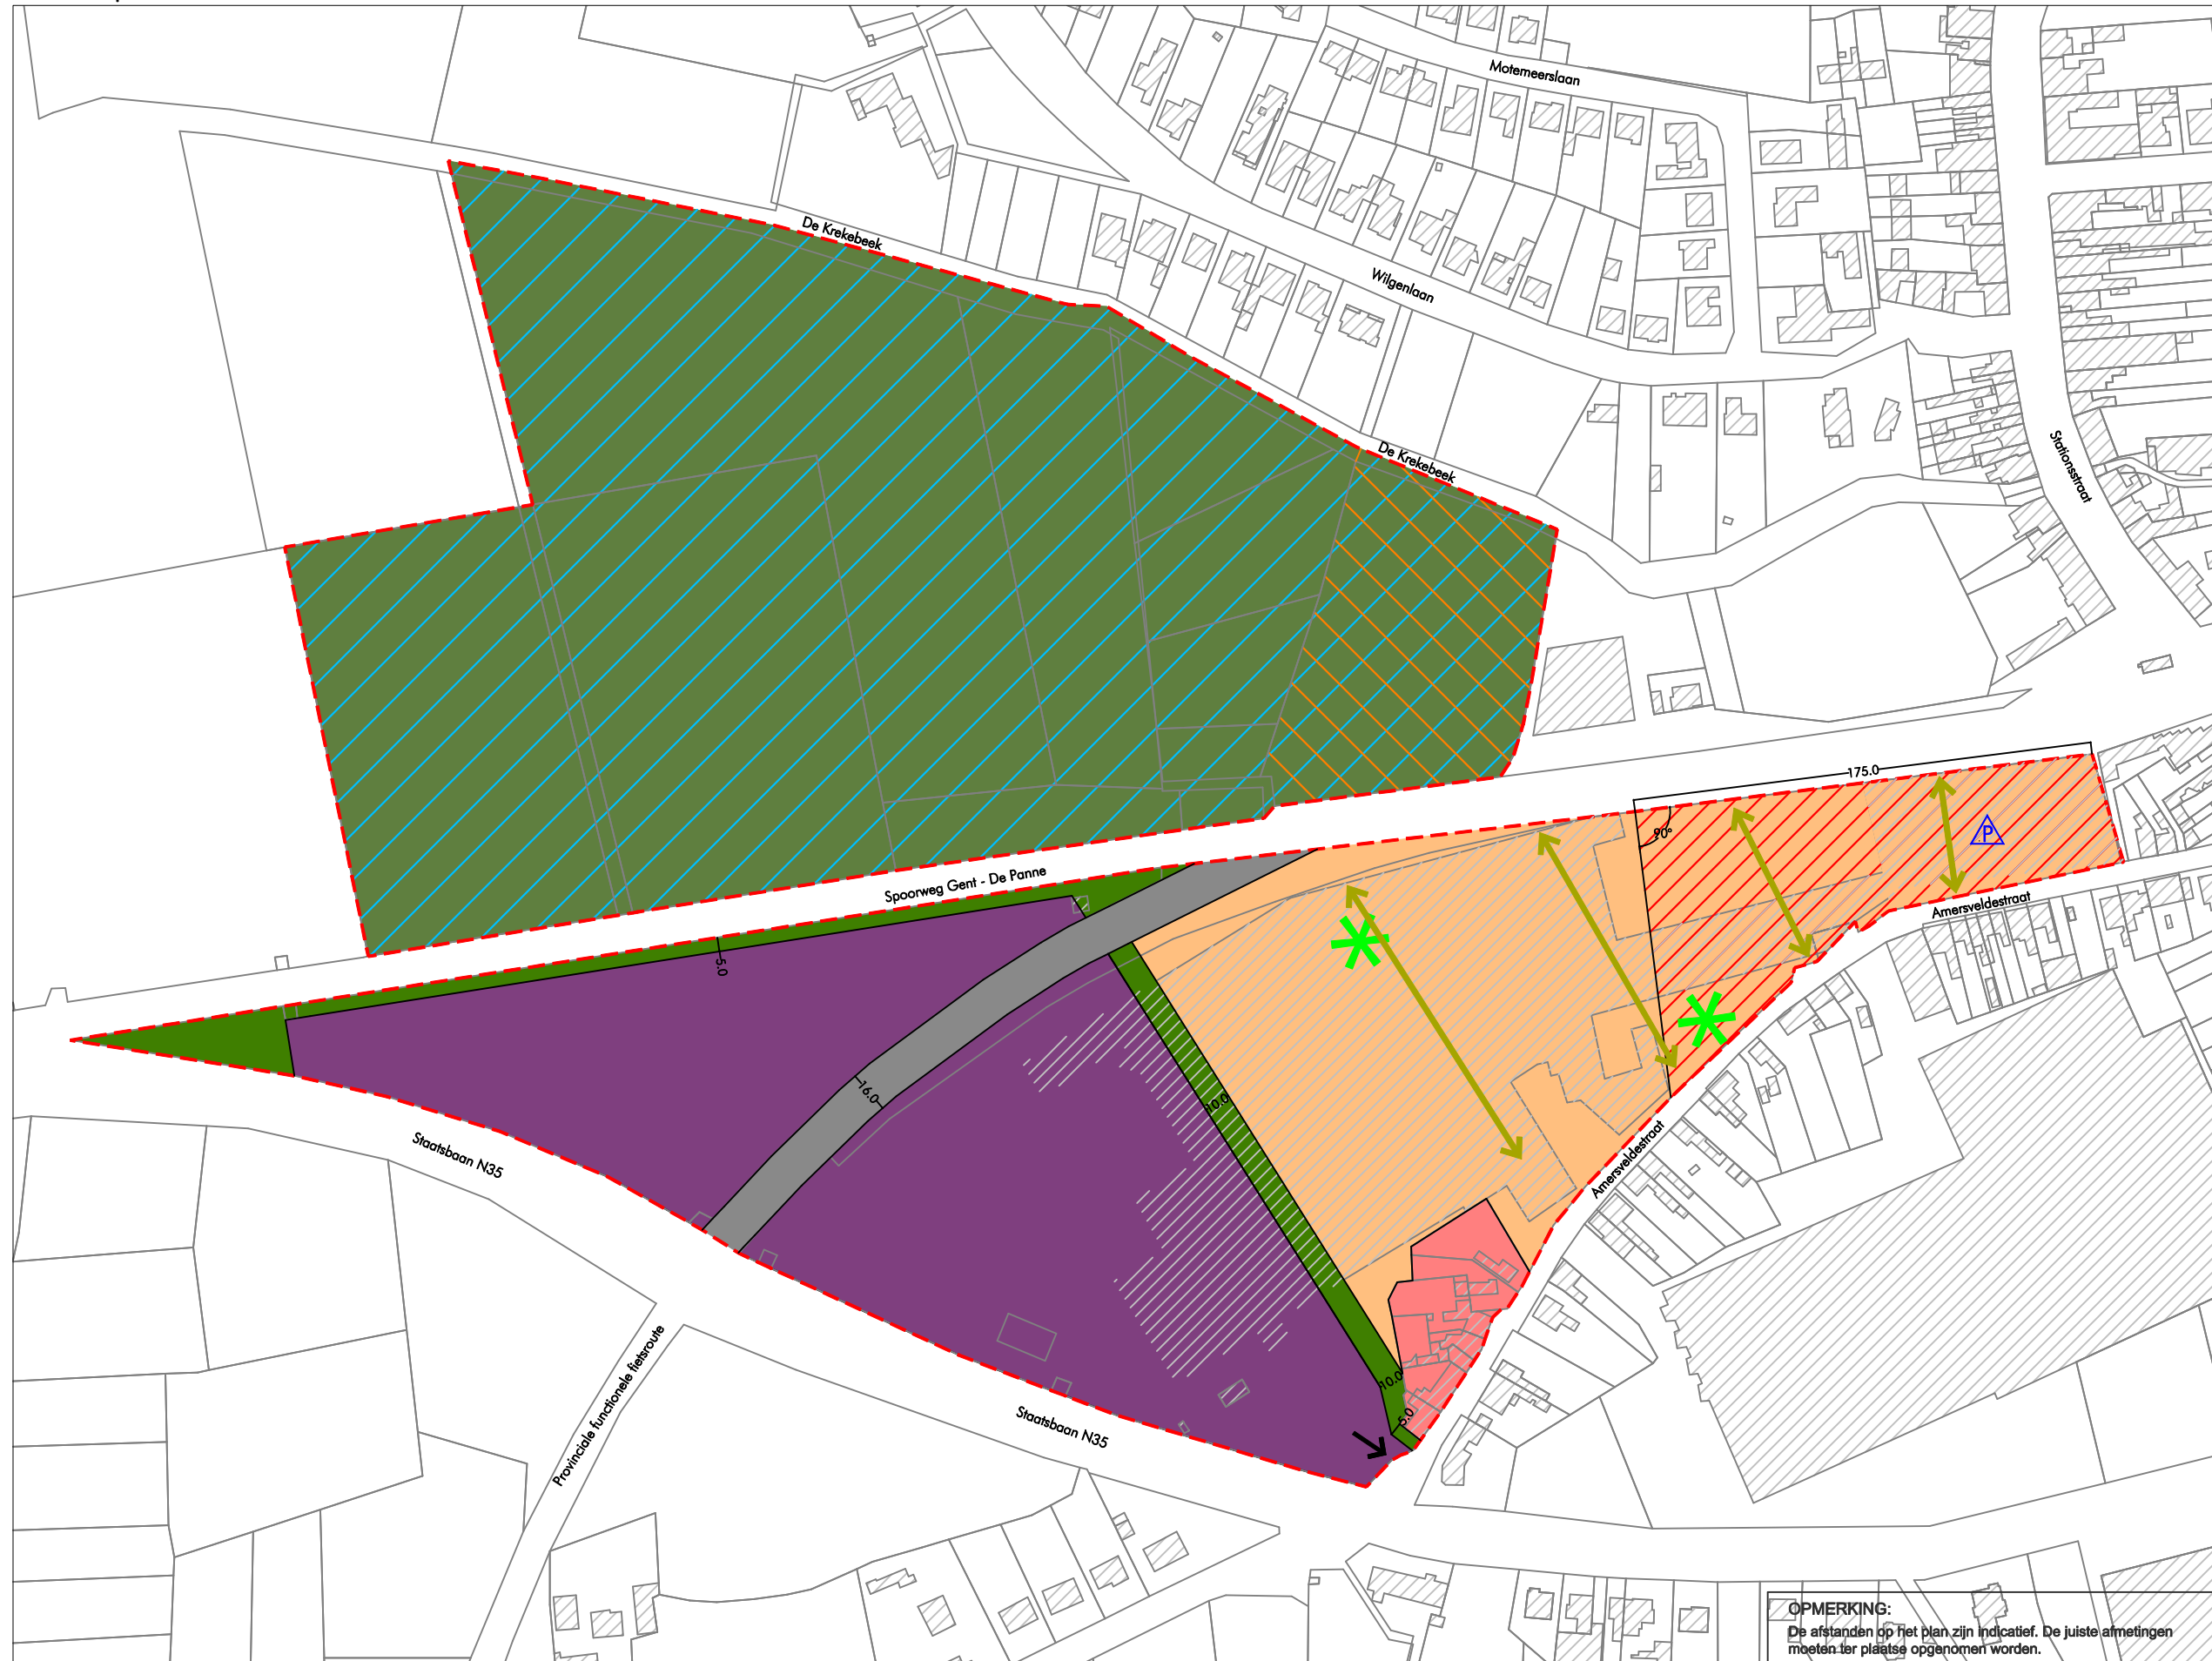 Motemeerslaan
De Krekebeek
Wilgenlaan
De Krekebeek
Stationsstraat
175.0
90°
P
Spoorweg Gent - De Panne
Amersveldestraat
5.0
16.0
10.0
Staatsbaan N35
Amersveldestraat
Provinciale functionele fietsroute
10.0
5.0
Staatsbaan N35
OPMERKING:
De afstanden op het plan zijn indicatief. De juiste afmetingen
moeten ter plaatse opgenomen worden.